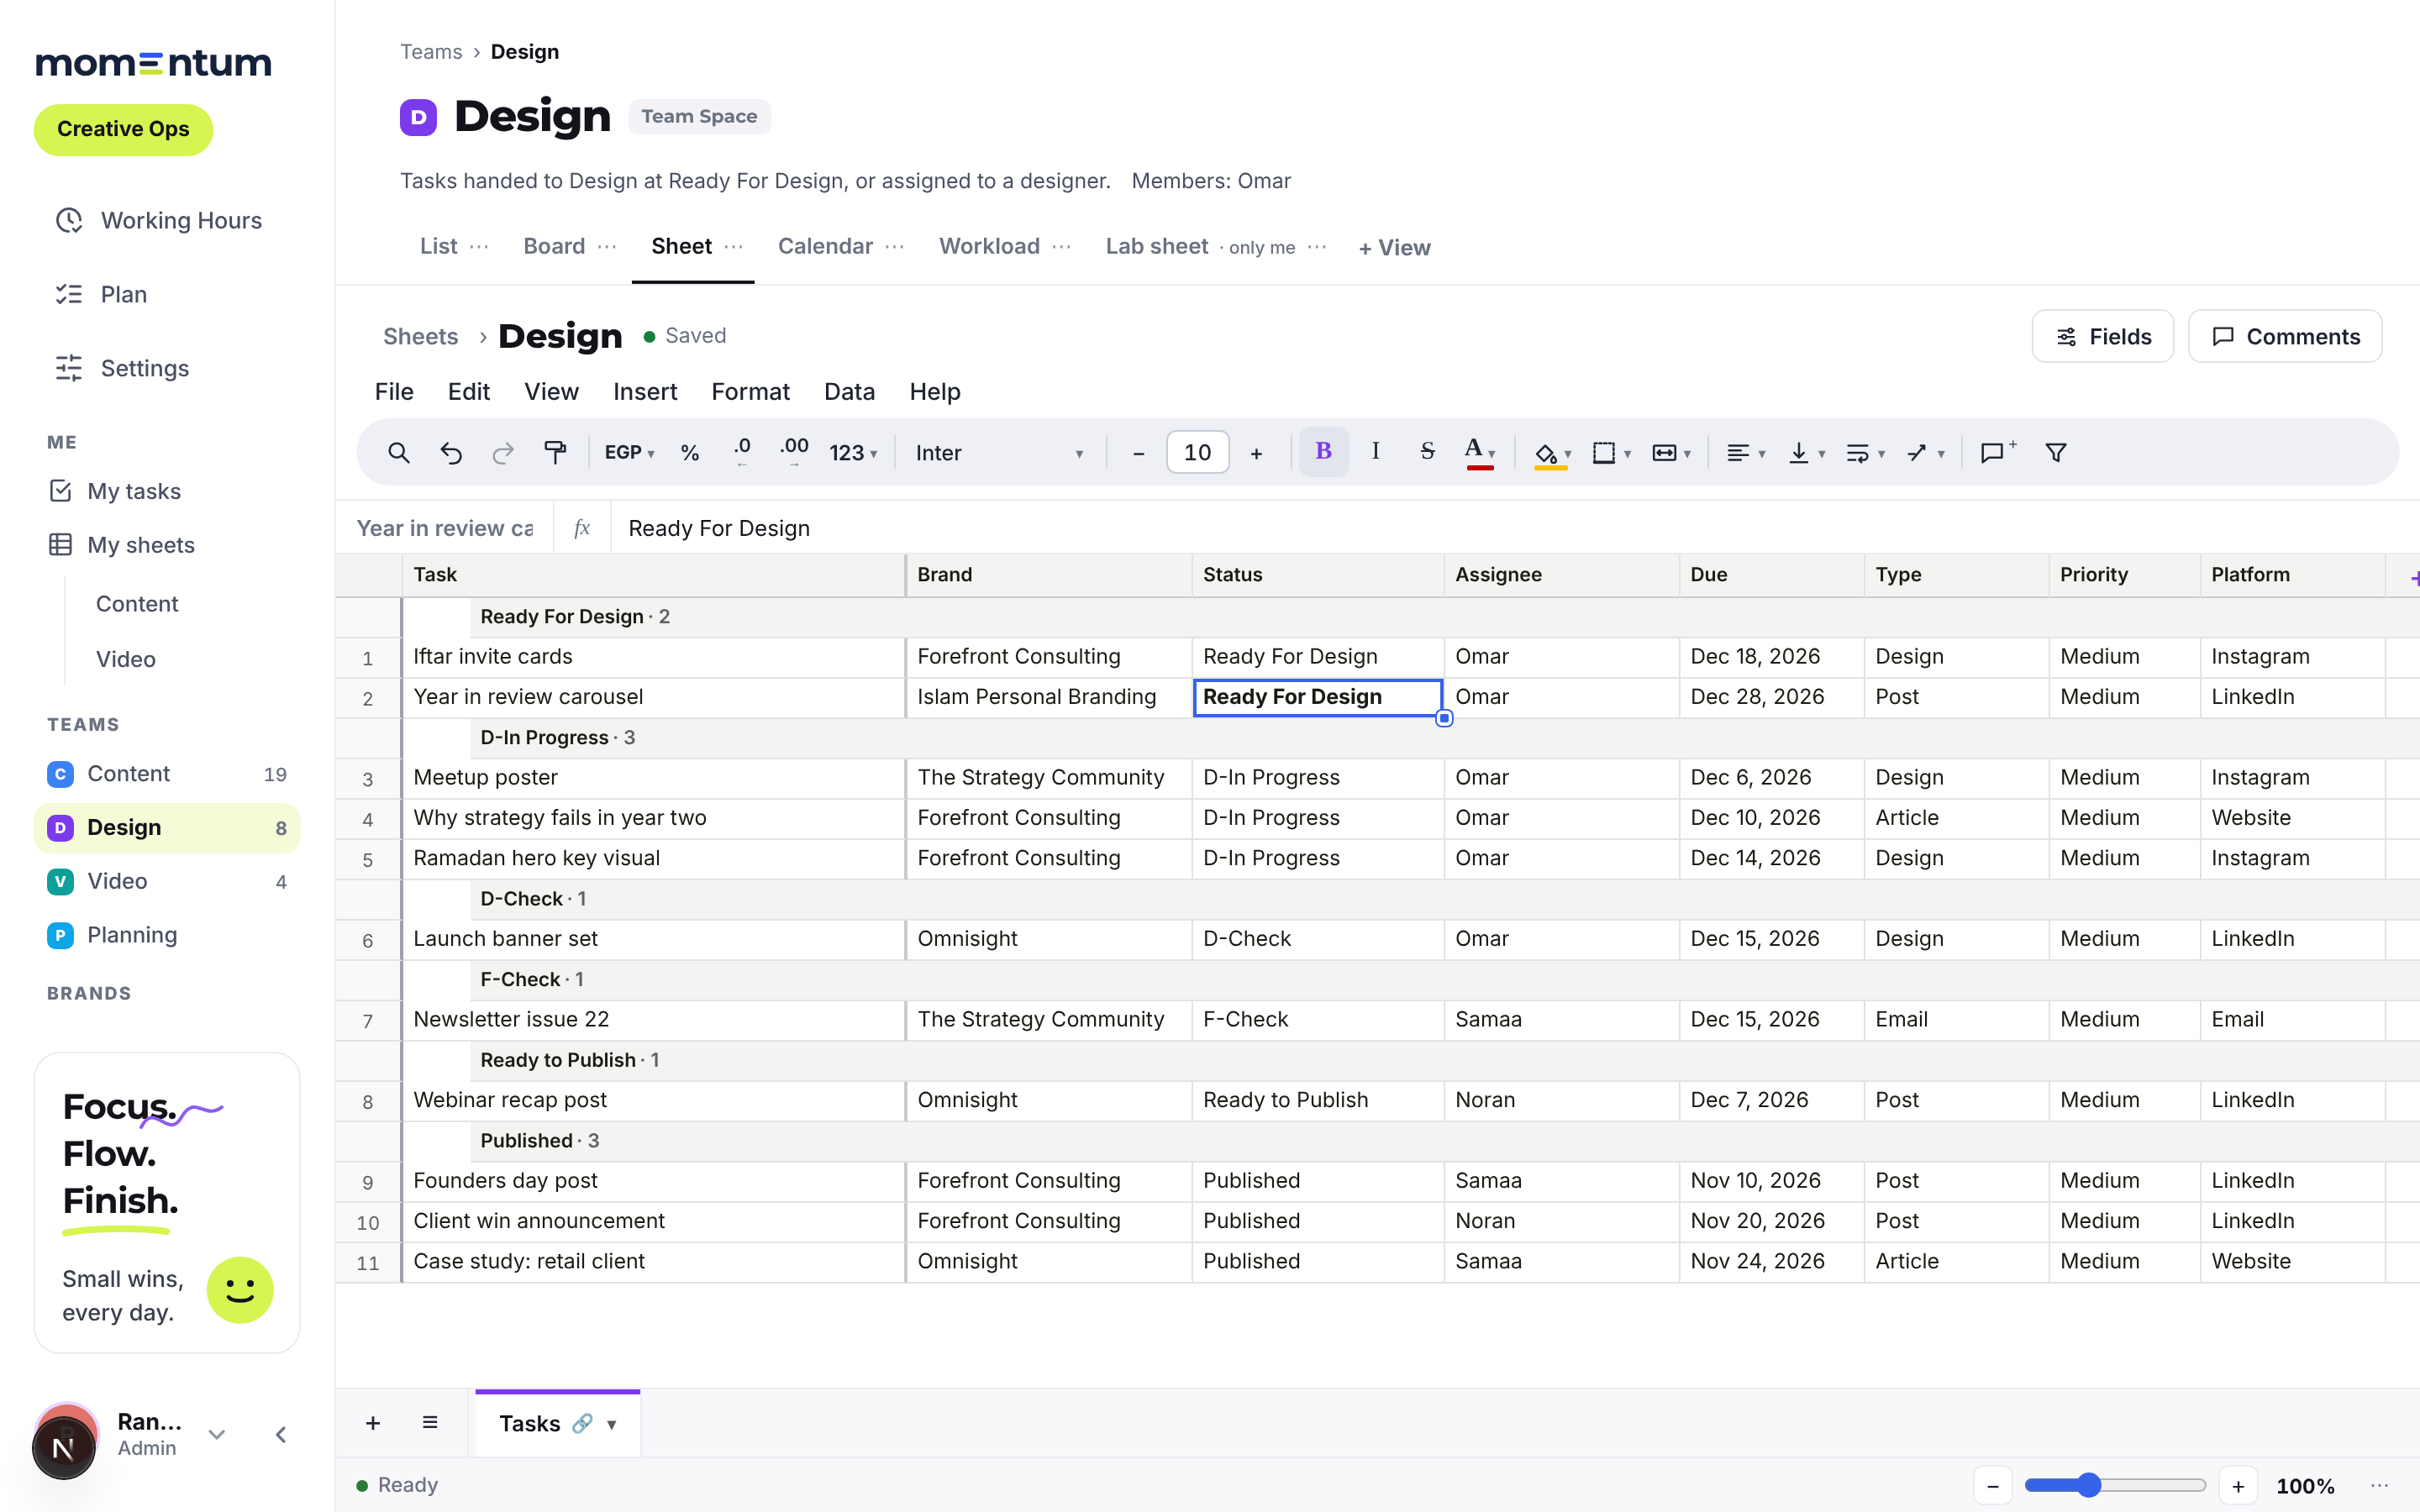 momentum
Creative Ops
Working Hours
Plan
Settings
ME
My tasks
My sheets
Content
Video
TEAMS
C Content 19
D Design 8
V Video 4
P Planning
BRANDS
Focus.
Flow.
Finish.
Small wins,
every day.
N
Ran...
Admin
Teams › Design
D Design Team Space
Tasks handed to Design at Ready For Design, or assigned to a designer. Members: Omar
List ··· Board ··· Sheet ··· Calendar ··· Workload ··· Lab sheet · only me ··· + View
Sheets › Design Saved
Fields Comments
File Edit View Insert Format Data Help
EGP % .0 .00 123 Inter − 10 + B I S A
Year in review ca fx Ready For Design
Task Brand Status Assignee Due Type Priority Platform +
Ready For Design · 2
1 Iftar invite cards Forefront Consulting Ready For Design Omar Dec 18, 2026 Design Medium Instagram
2 Year in review carousel Islam Personal Branding Ready For Design Omar Dec 28, 2026 Post Medium LinkedIn
D-In Progress · 3
3 Meetup poster The Strategy Community D-In Progress Omar Dec 6, 2026 Design Medium Instagram
4 Why strategy fails in year two Forefront Consulting D-In Progress Omar Dec 10, 2026 Article Medium Website
5 Ramadan hero key visual Forefront Consulting D-In Progress Omar Dec 14, 2026 Design Medium Instagram
D-Check · 1
6 Launch banner set Omnisight D-Check Omar Dec 15, 2026 Design Medium LinkedIn
F-Check · 1
7 Newsletter issue 22 The Strategy Community F-Check Samaa Dec 15, 2026 Email Medium Email
Ready to Publish · 1
8 Webinar recap post Omnisight Ready to Publish Noran Dec 7, 2026 Post Medium LinkedIn
Published · 3
9 Founders day post Forefront Consulting Published Samaa Nov 10, 2026 Post Medium LinkedIn
10 Client win announcement Forefront Consulting Published Noran Nov 20, 2026 Post Medium LinkedIn
11 Case study: retail client Omnisight Published Samaa Nov 24, 2026 Article Medium Website
+ Tasks
Ready
− + 100% ···